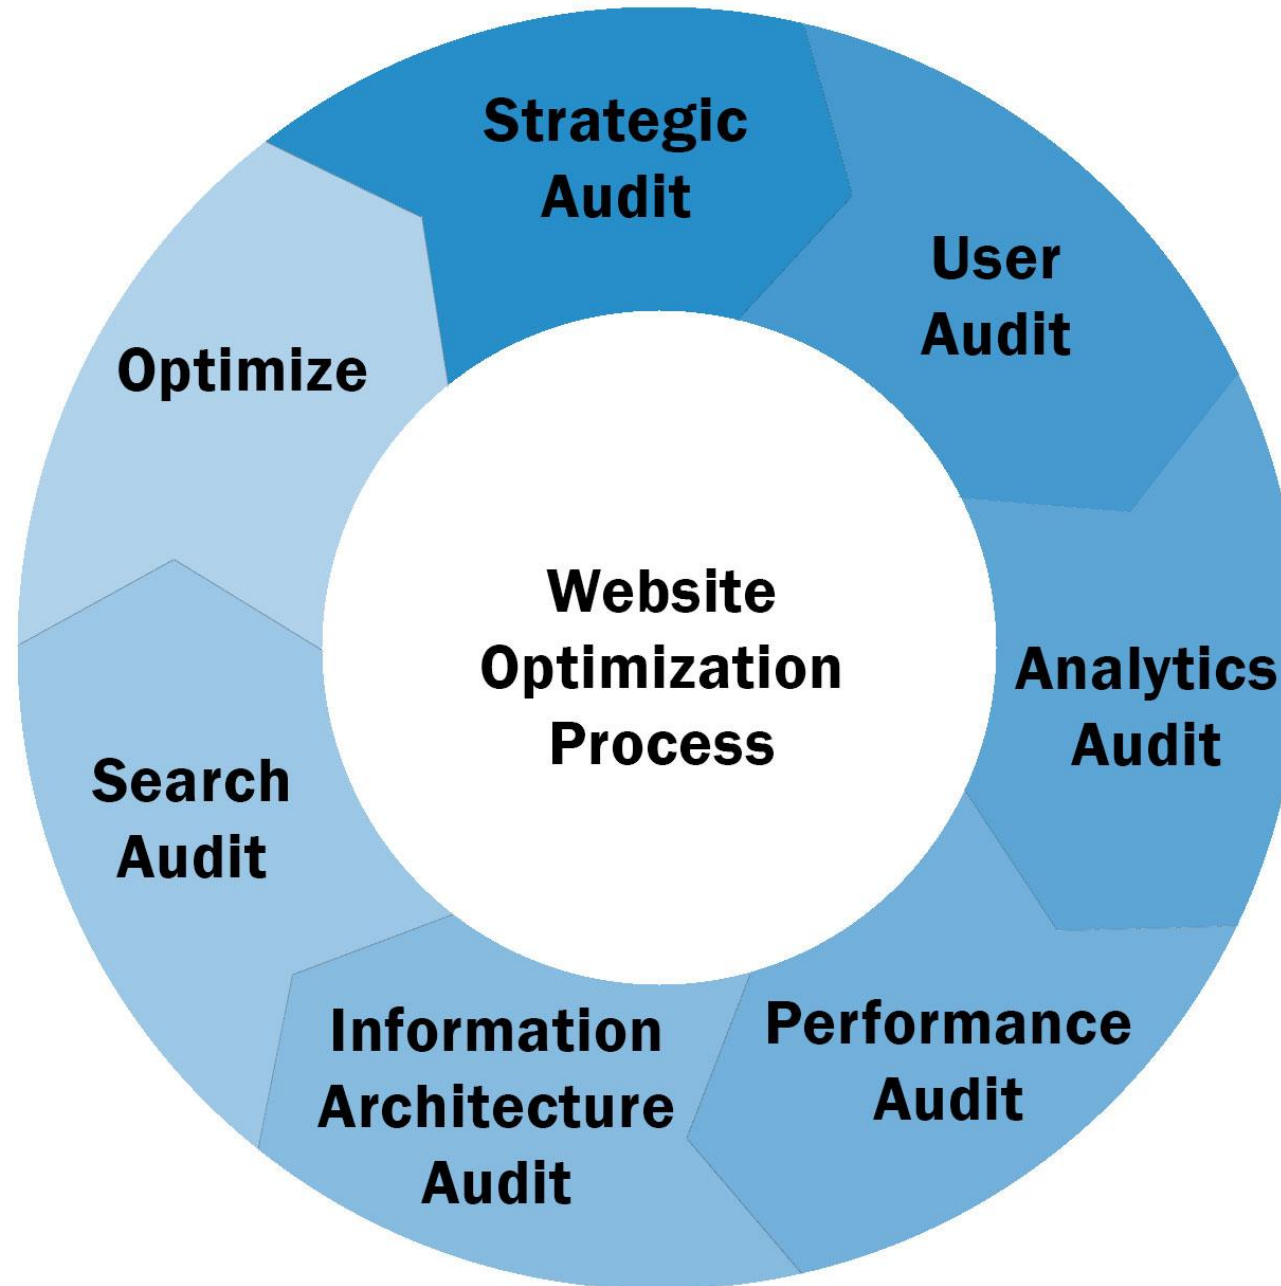 Strategic
Audit
User
Audit
Analytics
Audit
Performance
Audit
Information
Architecture
Audit
Search
Audit
Optimize
Website
Optimization
Process